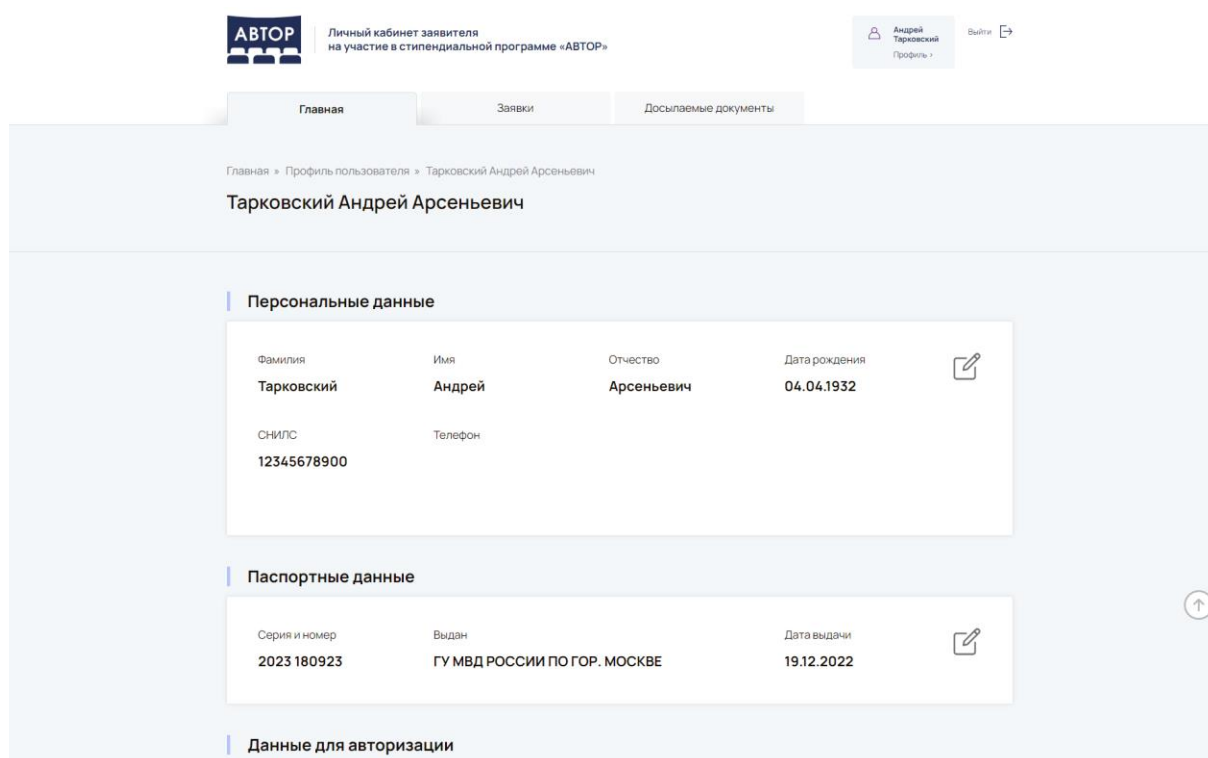 АВТОР
Личный кабинет заявителя
на участие в стипендиальной программе «АВТОР»
Андрей
Тарковский
Профиль ›
Выйти
Главная
Заявки
Досылаемые документы
Главная » Профиль пользователя » Тарковский Андрей Арсеньевич
Тарковский Андрей Арсеньевич
Персональные данные
Фамилия
Имя
Отчество
Дата рождения
Тарковский
Андрей
Арсеньевич
04.04.1932
СНИЛС
Телефон
12345678900
Паспортные данные
Серия и номер
Выдан
Дата выдачи
2023 180923
ГУ МВД РОССИИ ПО ГОР. МОСКВЕ
19.12.2022
Данные для авторизации